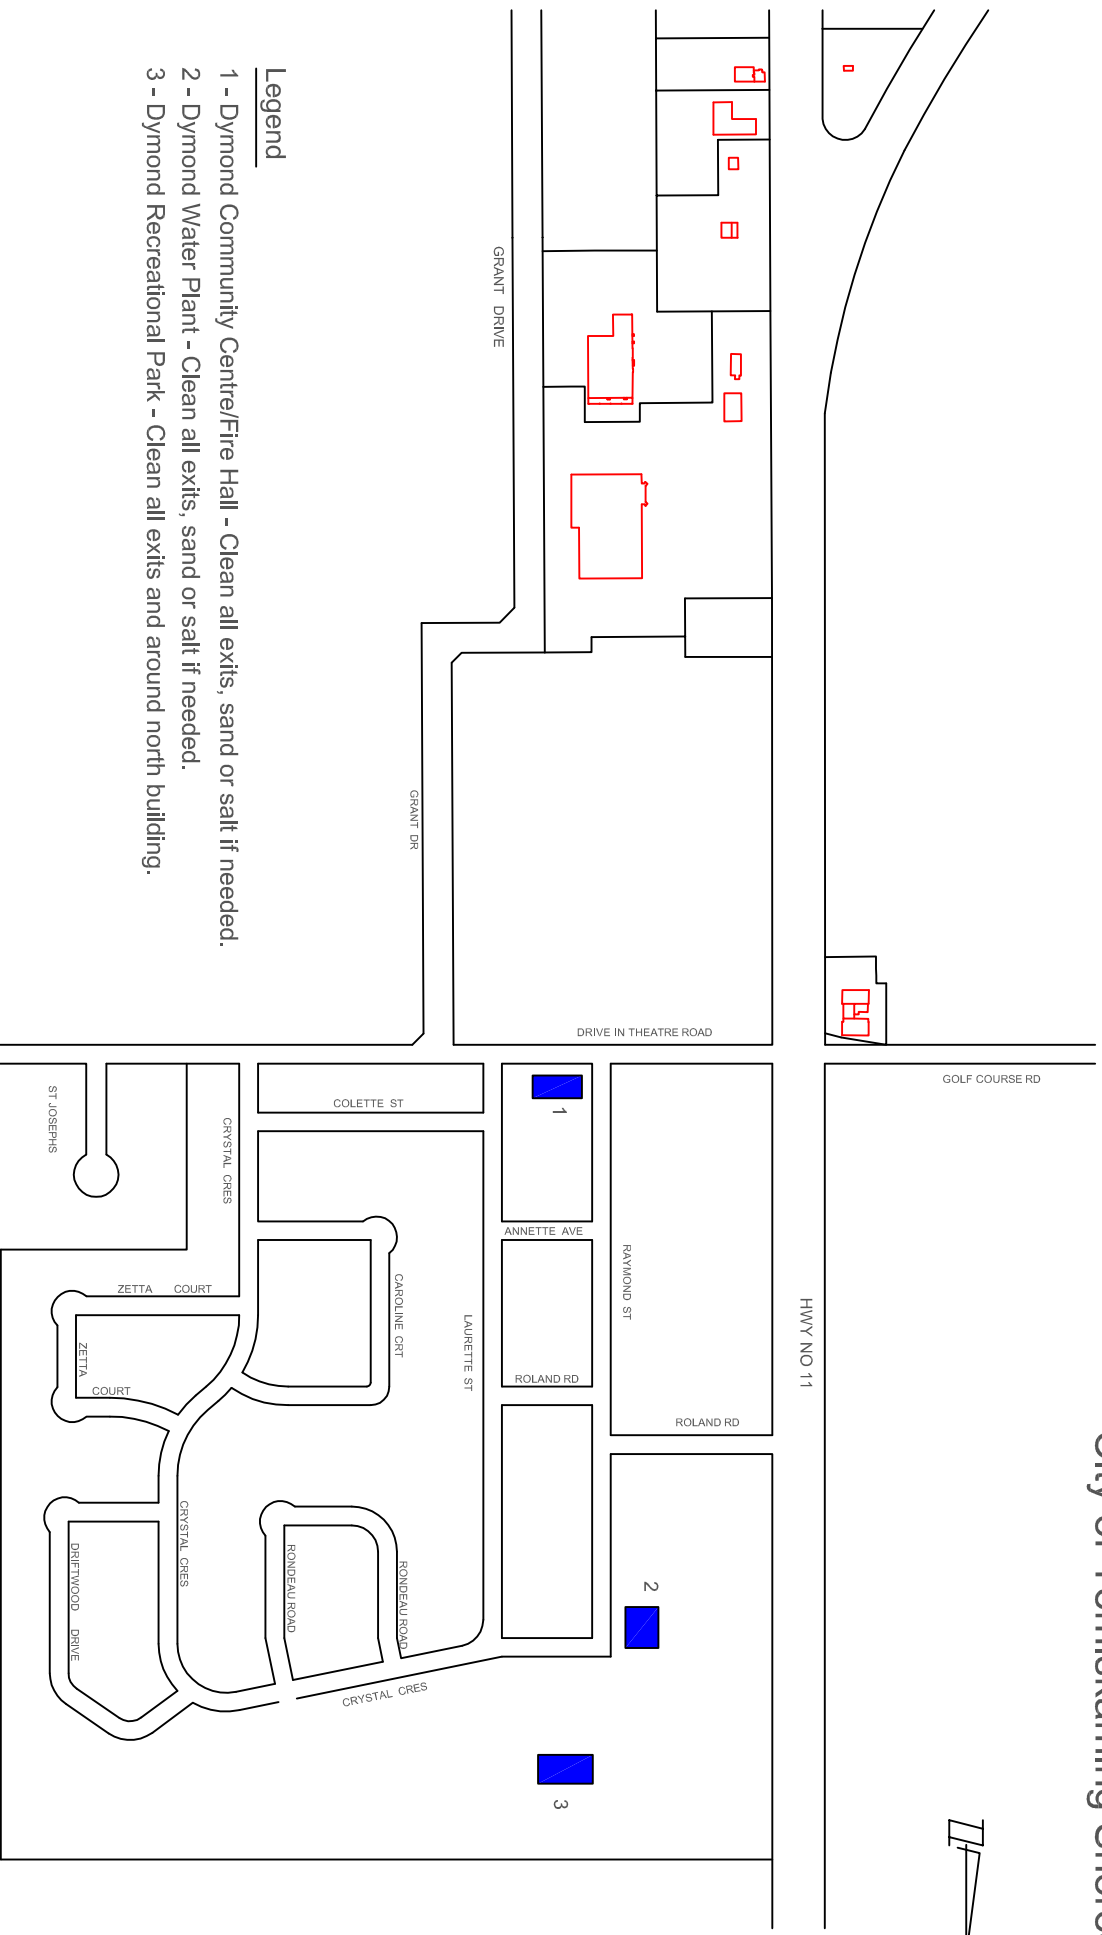 City of Temiskaming Shores
HWY NO 11
GOLF COURSE RD
DRIVE IN THEATRE ROAD
GRANT DRIVE
GRANT DR
RAYMOND ST
ROLAND RD
ANNETTE AVE
ROLAND RD
LAURETTE ST
COLETTE ST
CAROLINE CRT
CRYSTAL CRES
ST JOSEPHS
ZETTA COURT
ZETTA
COURT
CRYSTAL CRES
DRIFTWOOD DRIVE
RONDEAU ROAD
RONDEAU ROAD
CRYSTAL CRES
1
2
3
Legend
1 - Dymond Community Centre/Fire Hall - Clean all exits, sand or salt if needed.
2 - Dymond Water Plant - Clean all exits, sand or salt if needed.
3 - Dymond Recreational Park - Clean all exits and around north building.